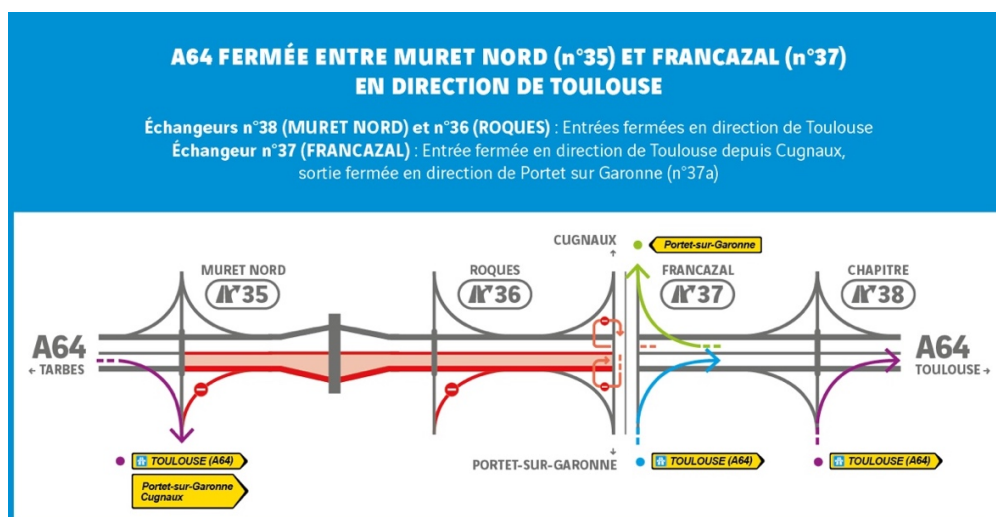 A64 FERMÉE ENTRE MURET NORD (n°35) ET FRANCAZAL (n°37)
EN DIRECTION DE TOULOUSE
Échangeurs n°38 (MURET NORD) et n°36 (ROQUES) : Entrées fermées en direction de Toulouse
Échangeur n°37 (FRANCAZAL) : Entrée fermée en direction de Toulouse depuis Cugnaux,
sortie fermée en direction de Portet sur Garonne (n°37a)
CUGNAUX
↑
Portet-sur-Garonne
MURET NORD
35
ROQUES
36
FRANCAZAL
37
CHAPITRE
38
A64
← TARBES
A64
TOULOUSE →
↓
PORTET-SUR-GARONNE
TOULOUSE (A64)
Portet-sur-Garonne
Cugnaux
TOULOUSE (A64)
TOULOUSE (A64)